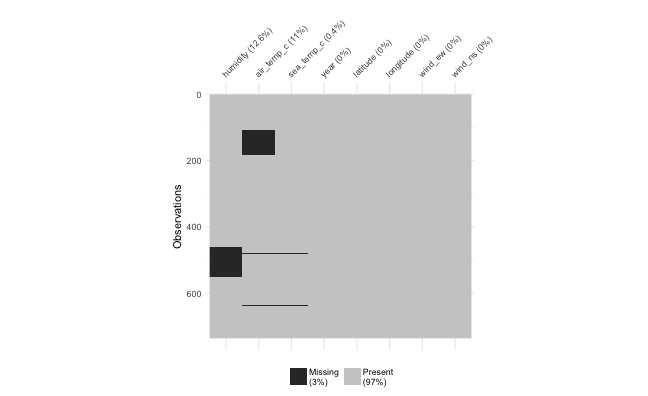 humidity (12.6%)
air_temp_c (11%)
sea_temp_c (0.4%)
year (0%)
latitude (0%)
longitude (0%)
wind_ew (0%)
wind_ns (0%)
0
200
400
600
Observations
Missing
(3%)
Present
(97%)